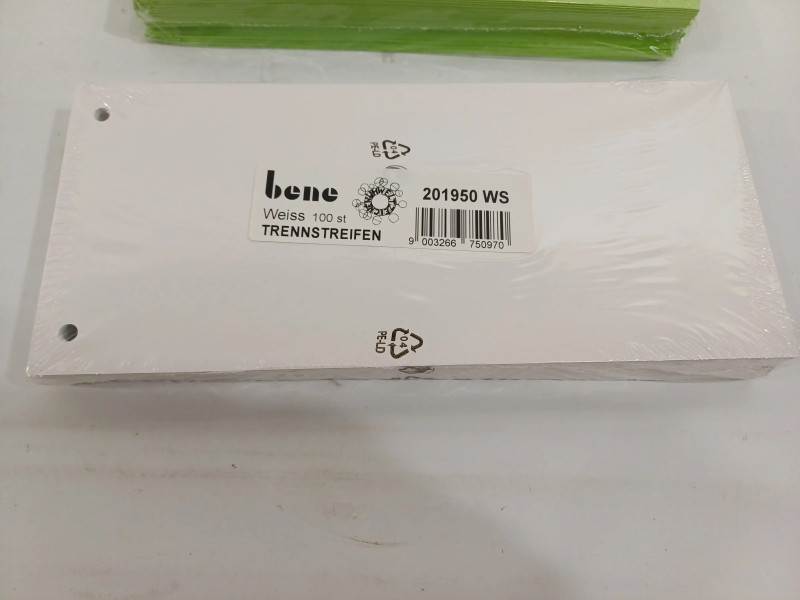 04
PE-LD
bene
201950 WS
Weiss 100 st
TRENNSTREIFEN
9 003266 750970
04
PE-LD